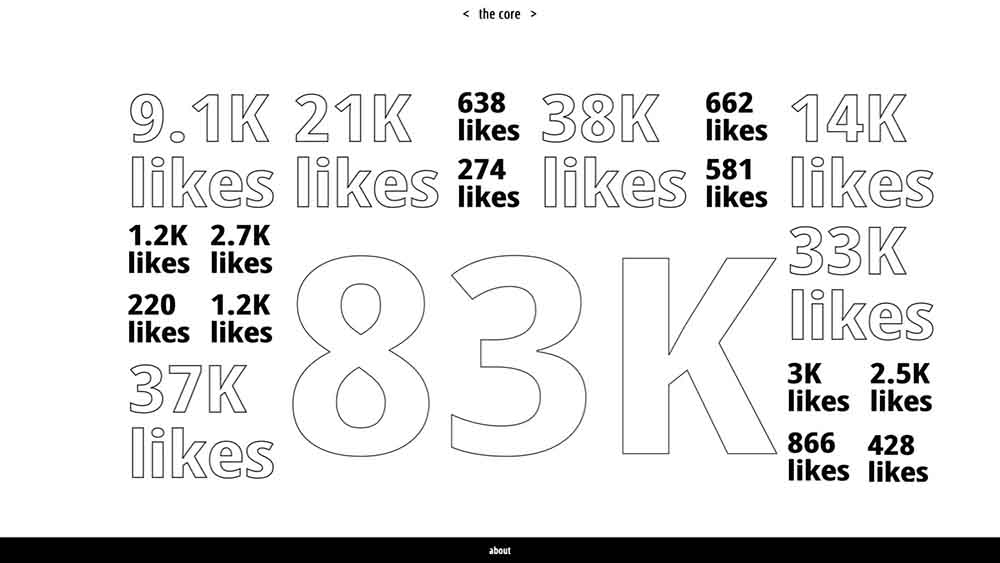 < the core >
9.1K
likes
21K
likes
638
likes
274
likes
38K
likes
662
likes
581
likes
14K
likes
1.2K
likes
2.7K
likes
220
likes
1.2K
likes
37K
likes
83K
33K
likes
3K
likes
2.5K
likes
866
likes
428
likes
about